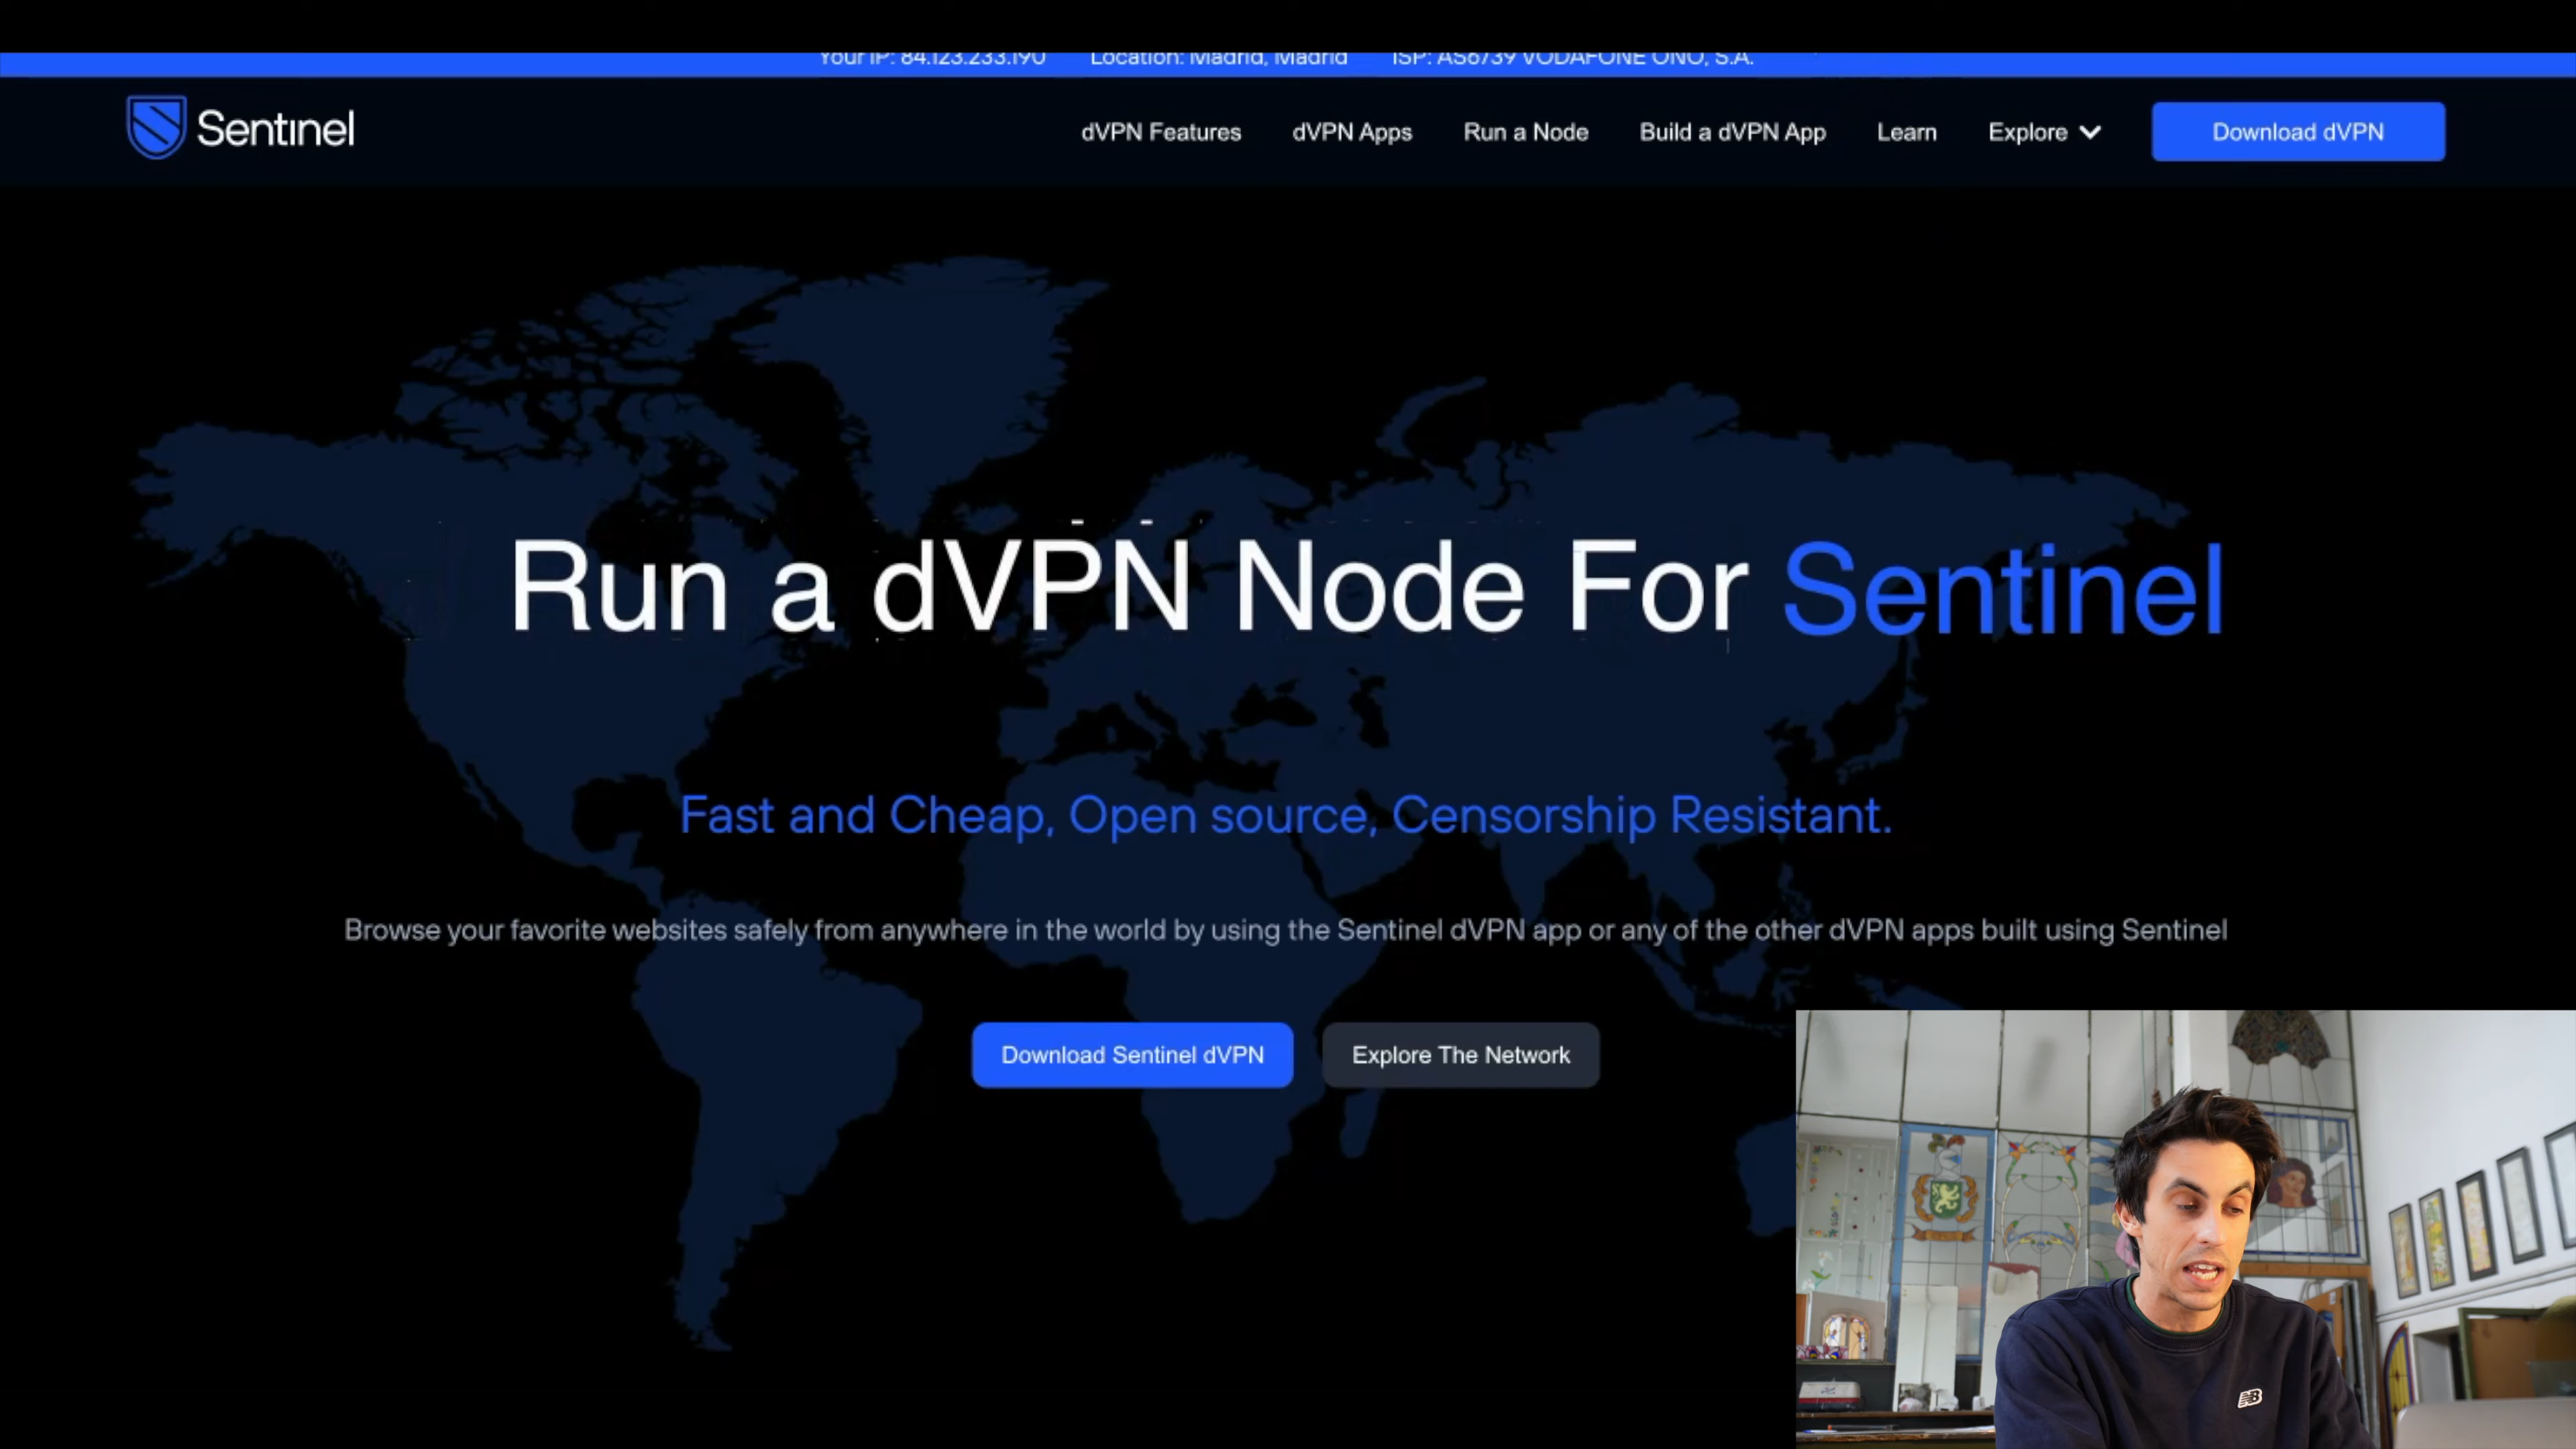 Your IP: 84.123.233.190 Location: Madrid, Madrid ISP: AS6739 VODAFONE ONO, S.A.
Sentinel
dVPN Features dVPN Apps Run a Node Build a dVPN App Learn Explore Download dVPN
Run a dVPN Node For Sentinel
Fast and Cheap, Open source, Censorship Resistant.
Browse your favorite websites safely from anywhere in the world by using the Sentinel dVPN app or any of the other dVPN apps built using Sentinel
Download Sentinel dVPN Explore The Network
NB